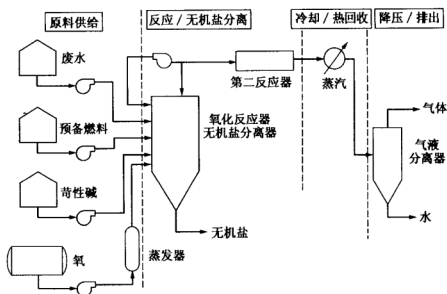 原料供给
反应/无机盐分离
冷却/热回收
降压/排出
废水
预备燃料
苛性碱
氧
蒸发器
氧化反应器
无机盐分离器
无机盐
第二反应器
蒸汽
气体
气液
分离器
水